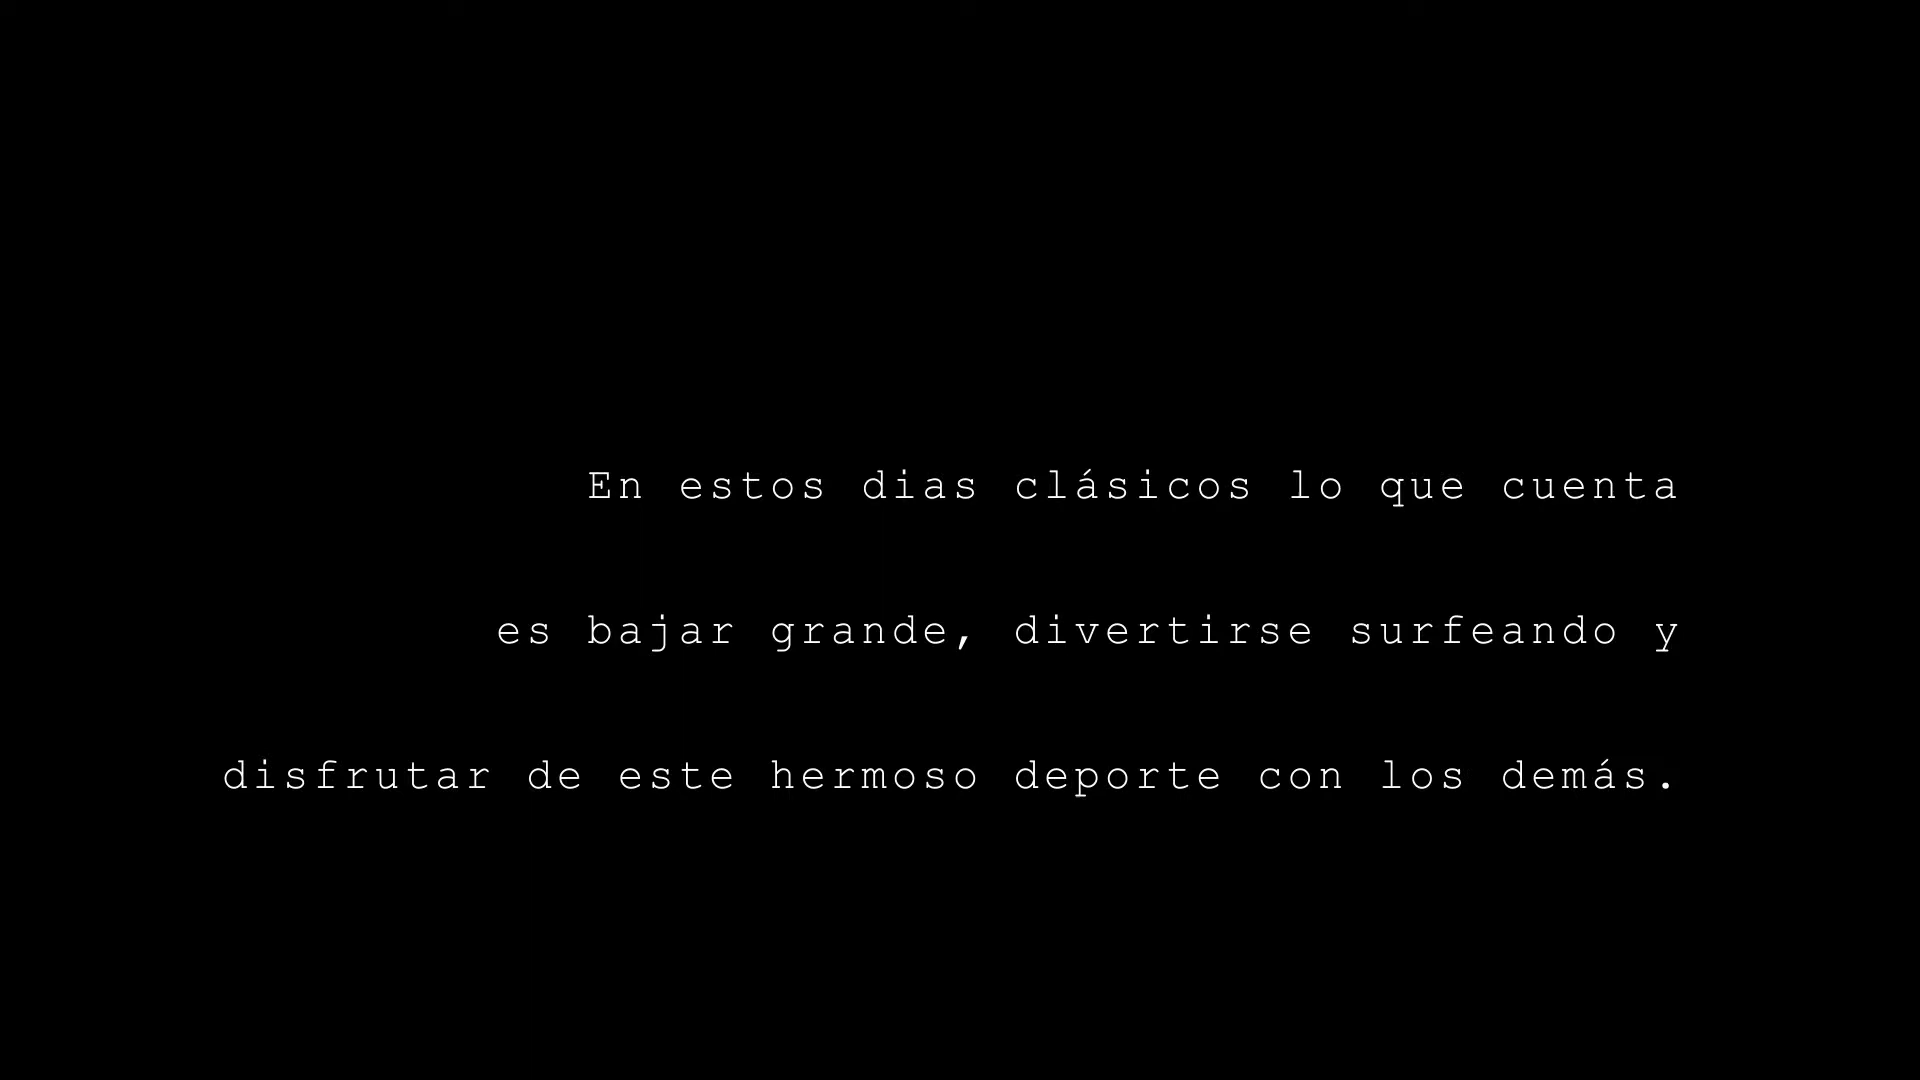 En estos dias clásicos lo que cuenta
es bajar grande, divertirse surfeando y
disfrutar de este hermoso deporte con los demás.